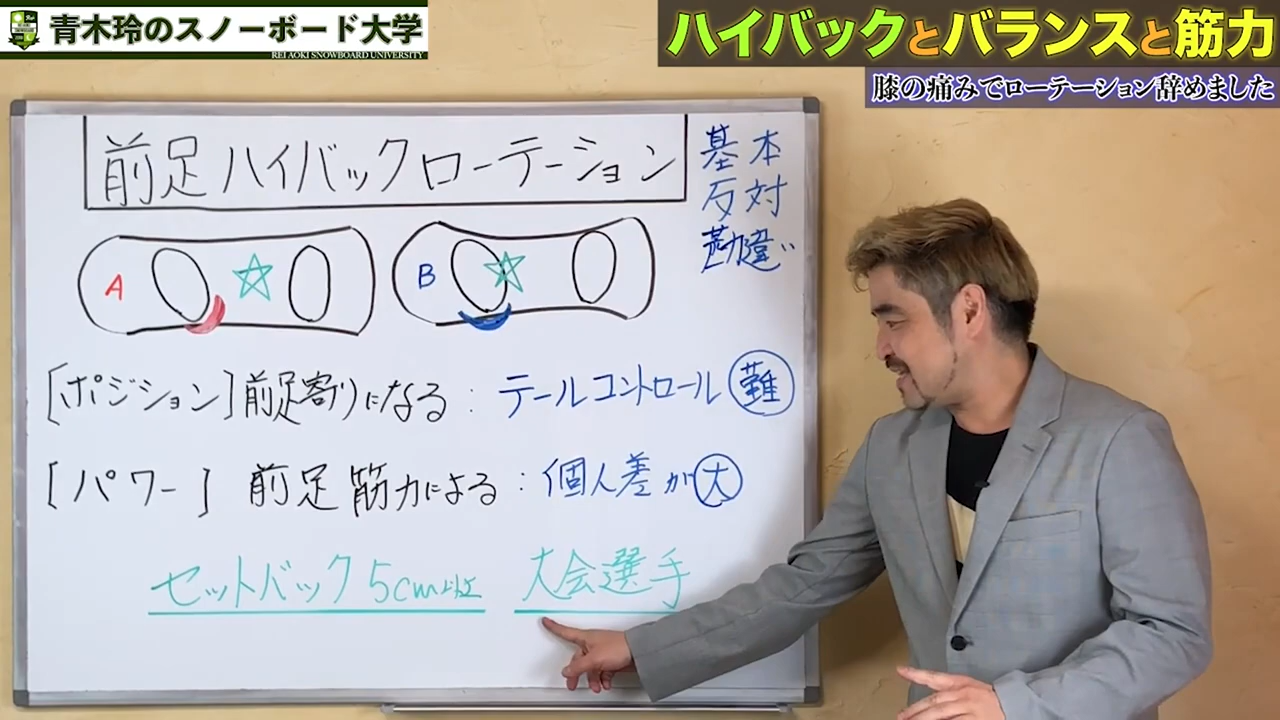 青木玲のスノーボード大学
REI AOKI SNOWBOARD UNIVERSITY
ハイバックとバランスと筋力
膝の痛みでローテーション辞めました
前足ハイバックローテーション
基本
反対
勘違い
A
B
[ポジション]前足寄りになる：テールコントロール難
[パワー] 前足筋力による：個人差が大
セットバック5cm以上 大会選手